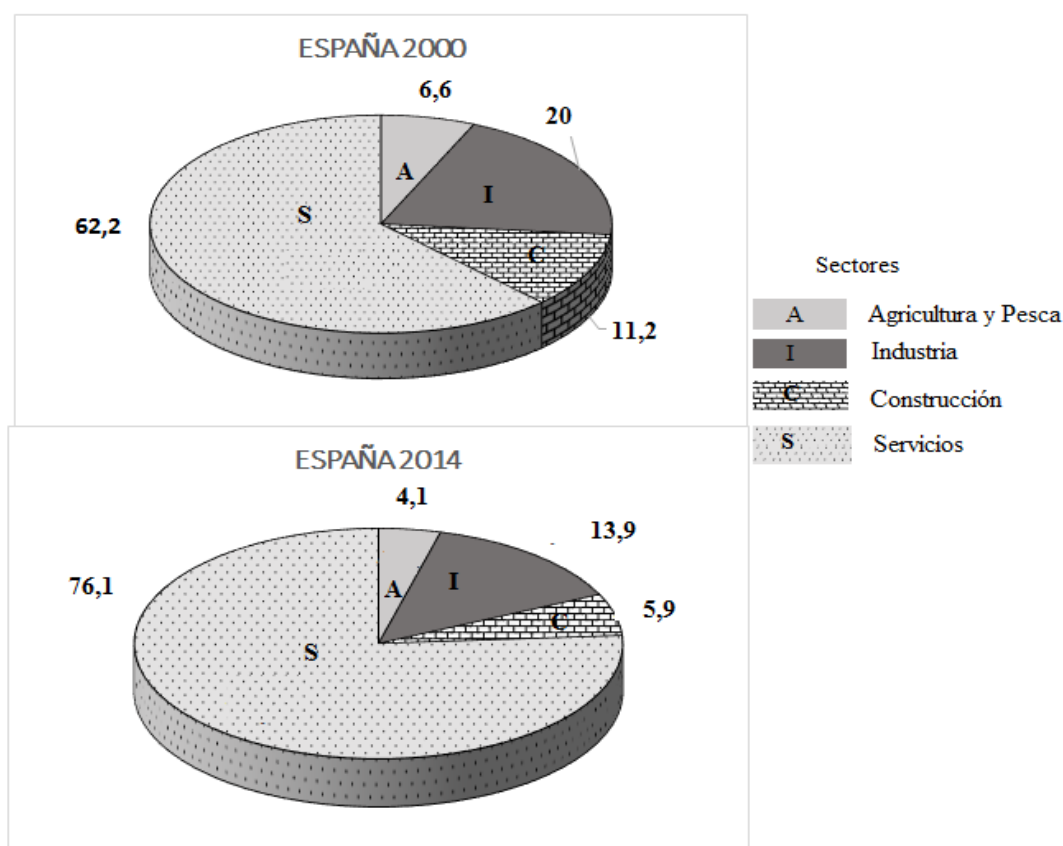 ESPAÑA 2000
6,6
20
A
I
S
62,2
C
11,2
Sectores
A Agricultura y Pesca
I Industria
C Construcción
S Servicios
ESPAÑA 2014
4,1
13,9
76,1
A
I
5,9
C
S